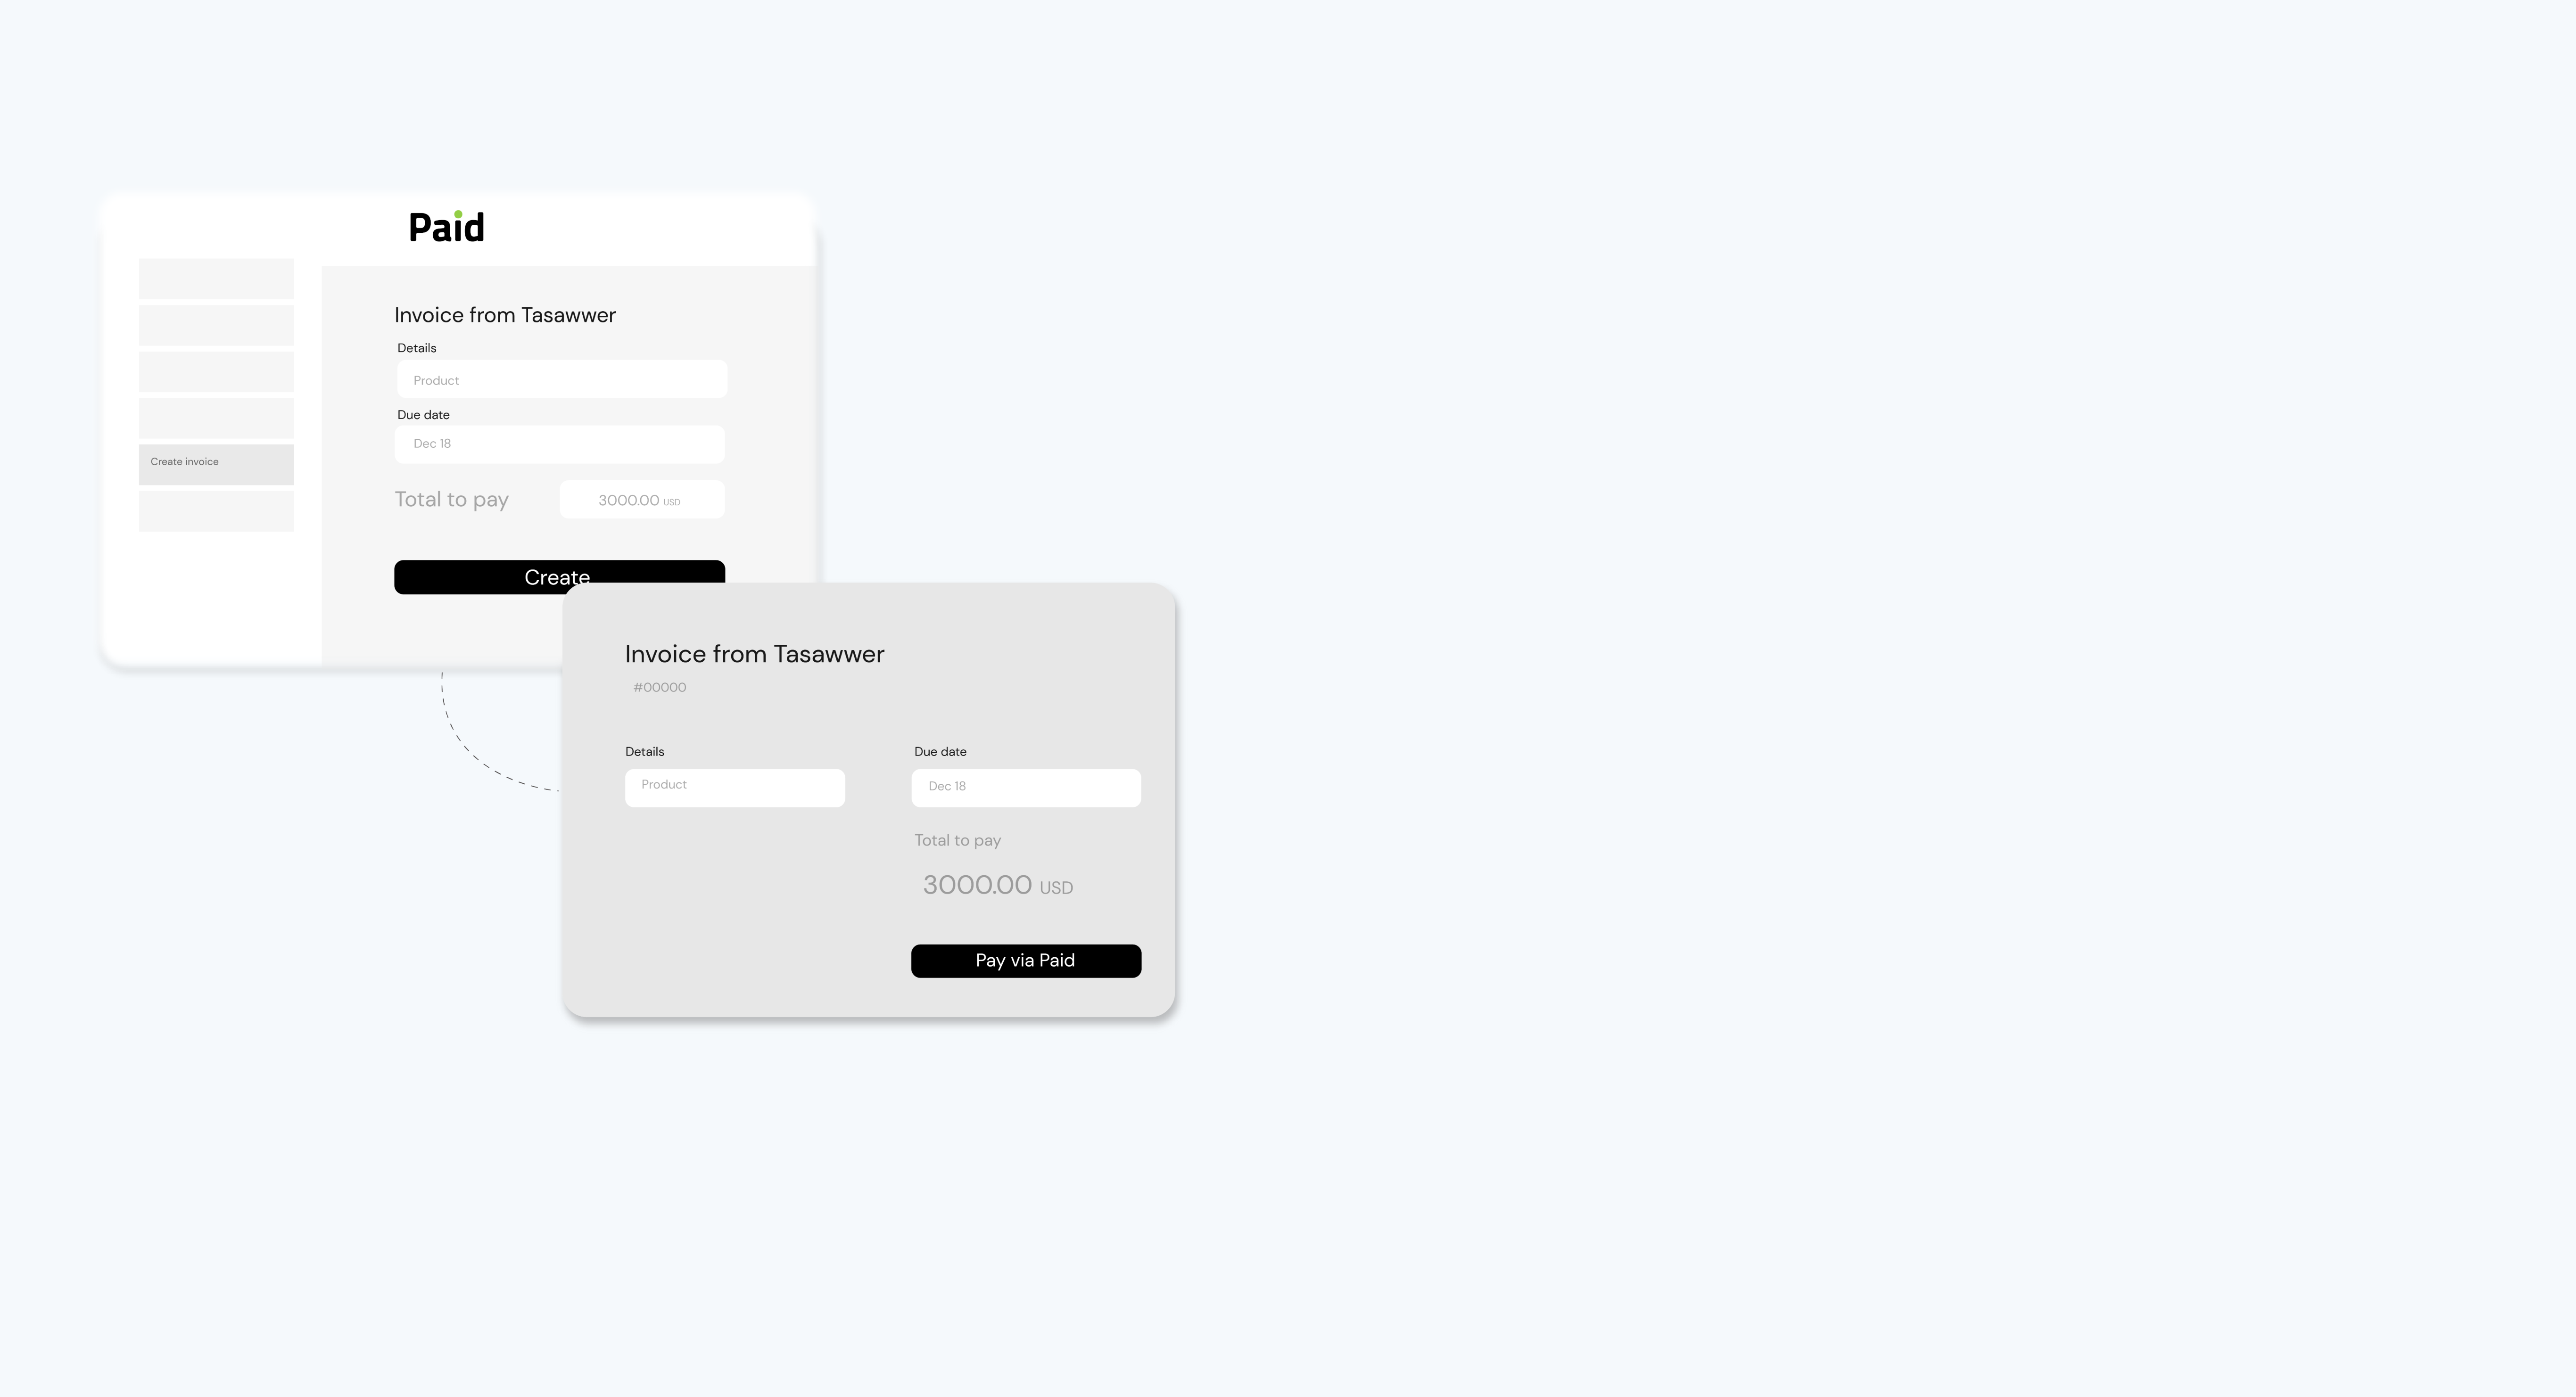 Paid
Invoice from Tasawwer
Details
Product
Due date
Dec 18
Create invoice
Total to pay
3000.00 USD
Create
Invoice from Tasawwer
#00000
Details
Due date
Product
Dec 18
Total to pay
3000.00 USD
Pay via Paid